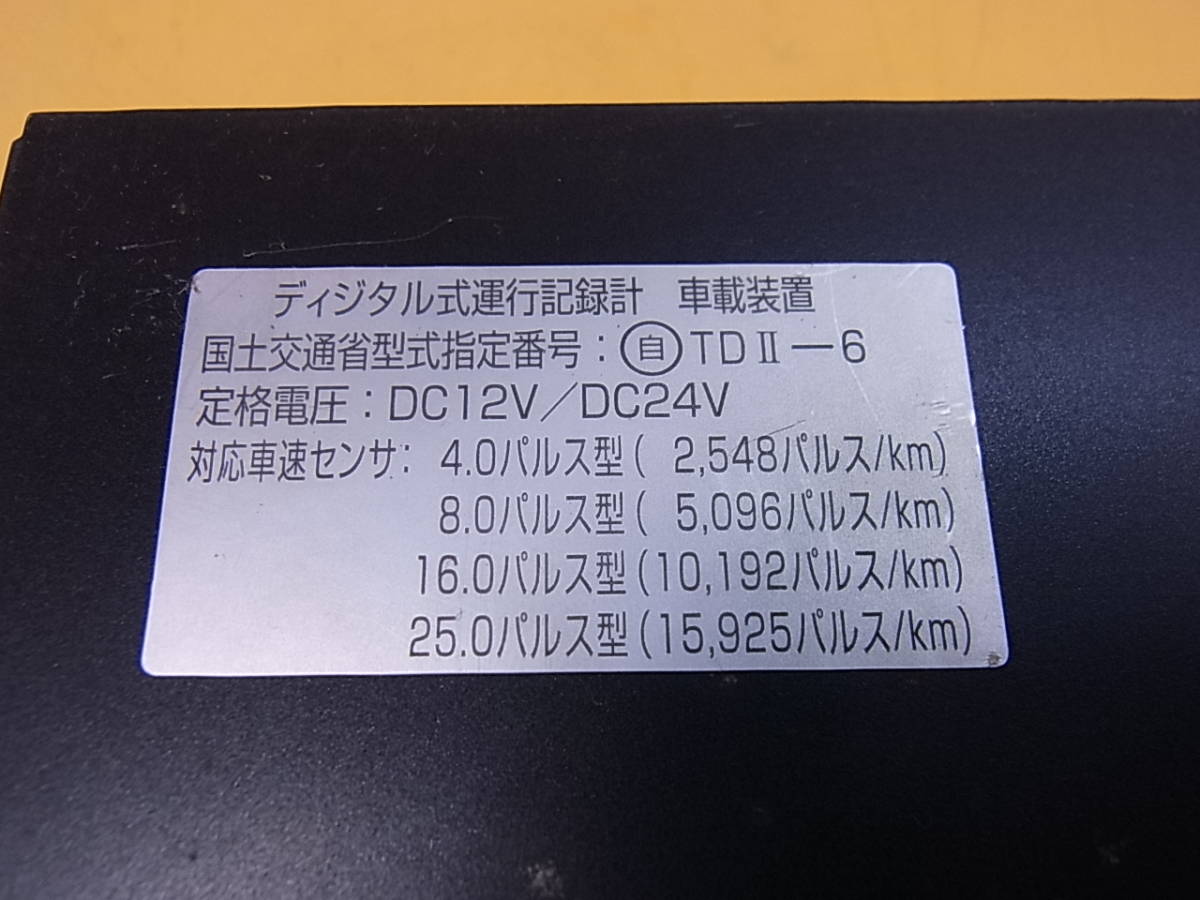 ディジタル式運行記録計 車載装置
国土交通省型式指定番号:㉂TDⅡ-6
定格電圧:DC12V/DC24V
対応車速センサ: 4.0パルス型( 2,548パルス/km)
8.0パルス型( 5,096パルス/km)
16.0パルス型(10,192パルス/km)
25.0パルス型(15,925パルス/km)